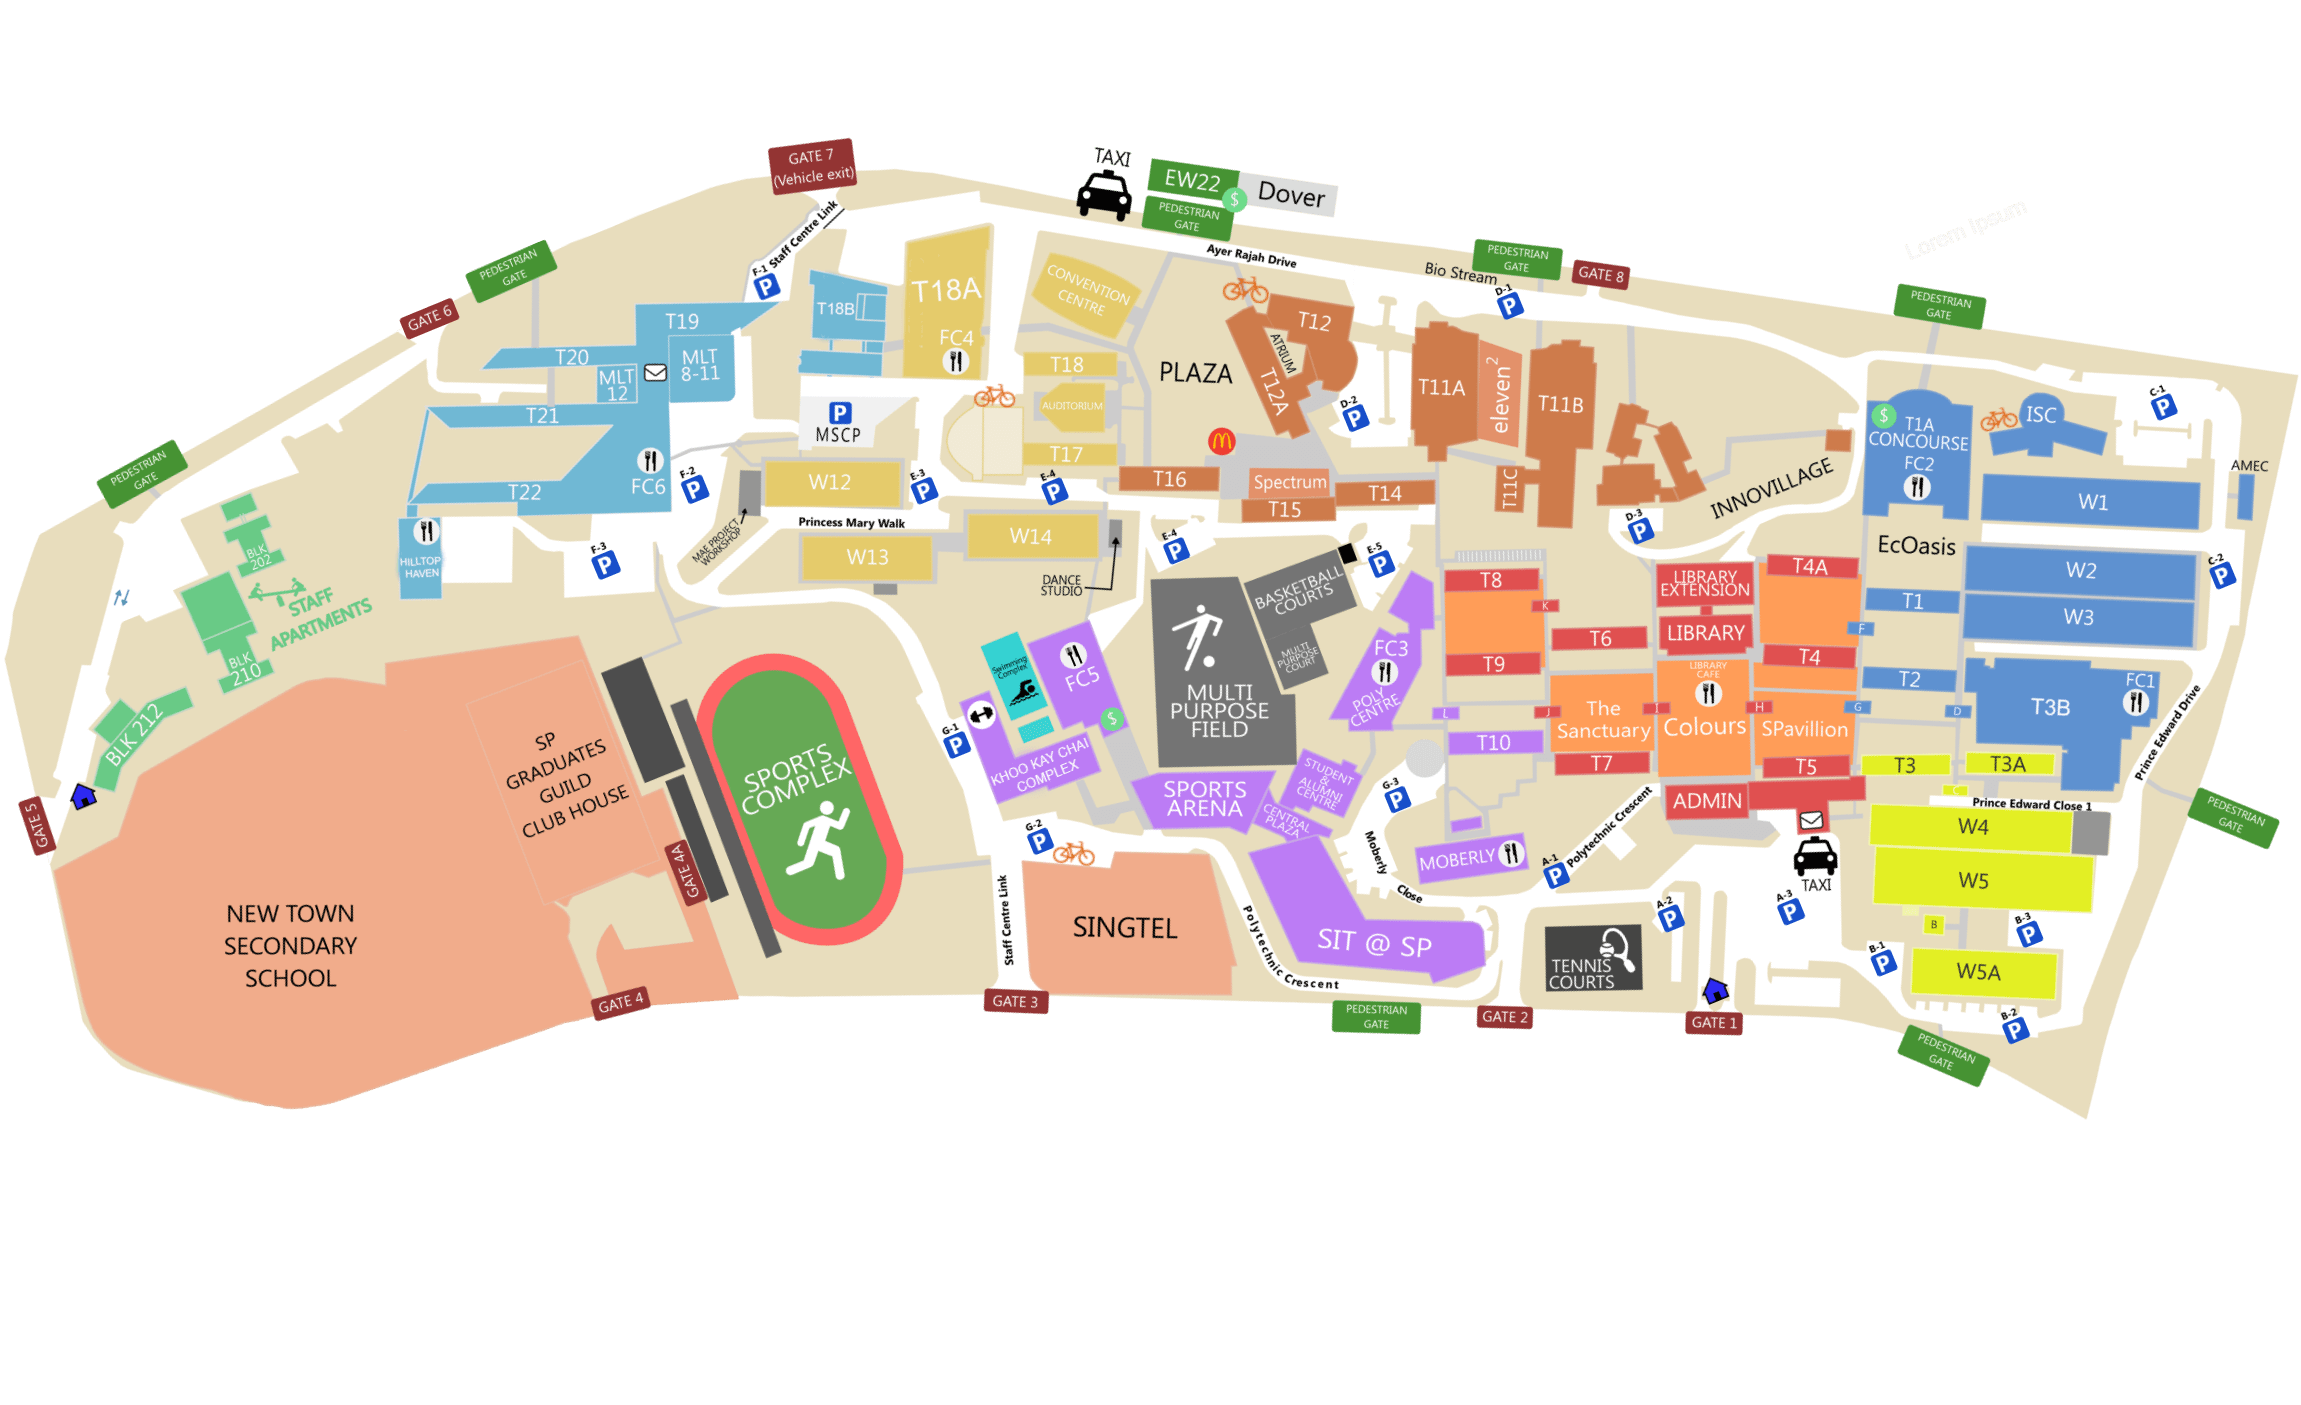 GATE 7
(Vehicle exit)
TAXI
EW22
$
Dover
PEDESTRIAN
GATE
Lorem Ipsum
Staff Centre Link
Ayer Rajah Drive
PEDESTRIAN
GATE
Bio Stream
PEDESTRIAN
GATE
GATE 8
D-1
P
PEDESTRIAN
GATE
GATE 6
F-1
P
T19
T20
MLT
12
MLT
8-11
T21
T22
FC6
HILLTOP
HAVEN
T18B
T18A
FC4
CONVENTION
CENTRE
T18
AUDITORIUM
T17
PLAZA
T12
ATRIUM
T12A
D-2
P
T11A
eleven²
T11B
T11C
INNOVILLAGE
D-3
P
$
T1A
CONCOURSE
FC2
ISC
C-1
P
AMEC
W1
P
MSCP
F-2
P
W12
E-3
P
E-4
P
T16
Spectrum
T15
T14
PEDESTRIAN
GATE
Princess Mary Walk
MAE PROJECT
WORKSHOP
F-3
P
W13
W14
DANCE
STUDIO
E-4
P
E-5
P
BASKETBALL
COURTS
MULTI
PURPOSE
COURT
MULTI
PURPOSE
FIELD
EcOasis
W2
W3
C-2
P
BLK
202
STAFF
APARTMENTS
BLK
210
BLK 212
GATE 5
T8
K
T6
T9
LIBRARY
EXTENSION
LIBRARY
T4A
T4
T1
F
T2
LIBRARY
CAFE
Colours
The
Sanctuary
SPavillion
L
J
I
H
G
D
T10
T7
T5
T3
T3A
T3B
FC1
Prince Edward Drive
C
Prince Edward Close 1
ADMIN
W4
W5
PEDESTRIAN
GATE
Swimming
Complex
FC5
$
FC3
POLY
CENTRE
G-1
P
KHOO KAY CHAI
COMPLEX
SPORTS
ARENA
STUDENT
&
ALUMNI
CENTRE
CENTRAL
PLAZA
G-3
P
G-2
P
Moberly
Close
MOBERLY
A-1
P
Polytechnic Crescent
TAXI
A-2
P
A-3
P
B
B-3
P
B-1
P
W5A
B-2
P
SP
GRADUATES
GUILD
CLUB HOUSE
SPORTS
COMPLEX
GATE 4A
NEW TOWN
SECONDARY
SCHOOL
Staff Centre Link
SINGTEL
Polytechnic Crescent
SIT @ SP
TENNIS
COURTS
GATE 4
GATE 3
PEDESTRIAN
GATE
GATE 2
GATE 1
PEDESTRIAN
GATE